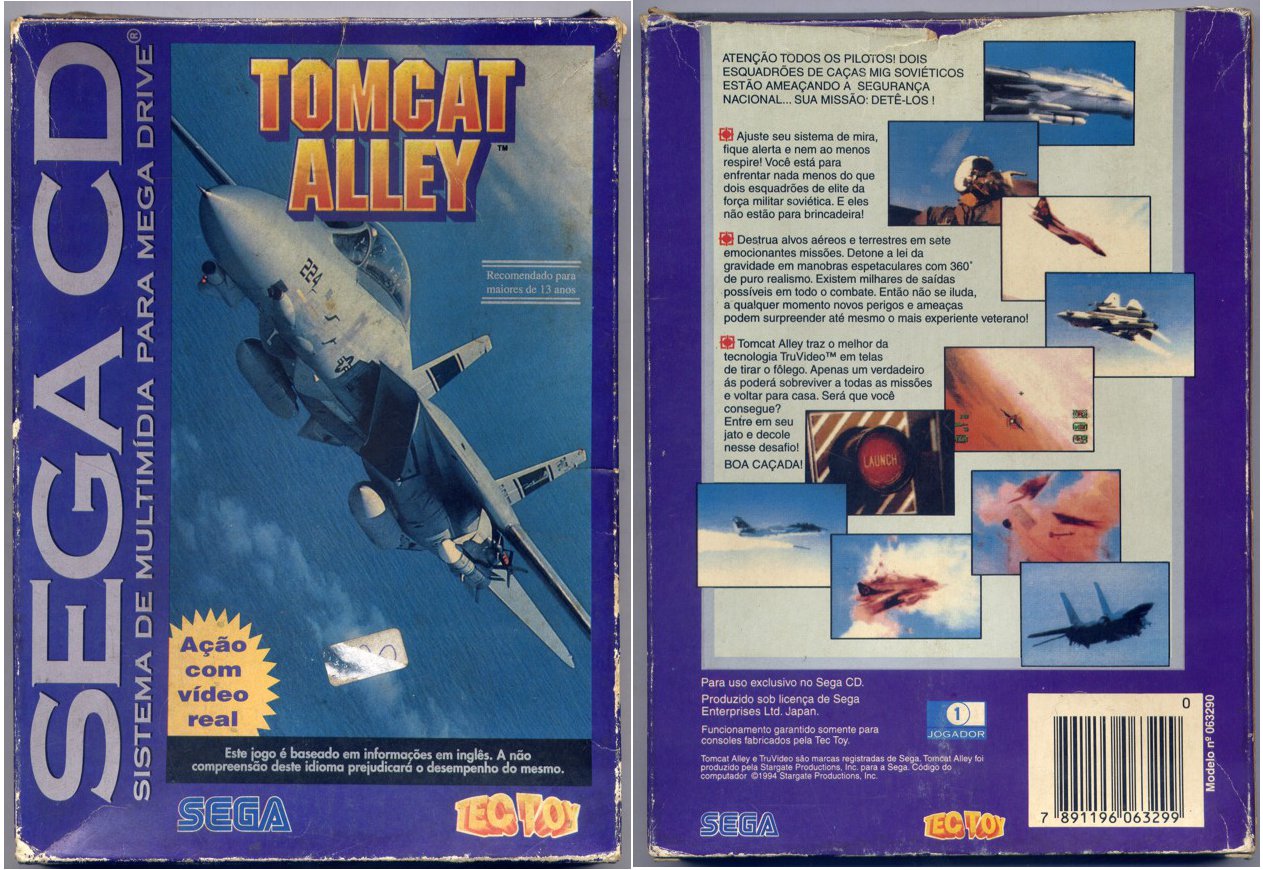 SEGA CD®
SISTEMA DE MULTIMÍDIA PARA MEGA DRIVE
TOMCAT
ALLEY™
Recomendado para
maiores de 13 anos
Ação
com
vídeo
real
Este jogo é baseado em informações em inglês. A não
compreensão deste idioma prejudicará o desempenho do mesmo.
SEGA
TEC TOY
ATENÇÃO TODOS OS PILOTOS! DOIS
ESQUADRÕES DE CAÇAS MIG SOVIÉTICOS
ESTÃO AMEAÇANDO A SEGURANÇA
NACIONAL... SUA MISSÃO: DETÊ-LOS !
Ajuste seu sistema de mira,
fique alerta e nem ao menos
respire! Você está para
enfrentar nada menos do que
dois esquadrões de elite da
força militar soviética. E eles
não estão para brincadeira!
Destrua alvos aéreos e terrestres em sete
emocionantes missões. Detone a lei da
gravidade em manobras espetaculares com 360°
de puro realismo. Existem milhares de saídas
possíveis em todo o combate. Então não se iluda,
a qualquer momento novos perigos e ameaças
podem surpreender até mesmo o mais experiente veterano!
Tomcat Alley traz o melhor da
tecnologia TruVideo™ em telas
de tirar o fôlego. Apenas um verdadeiro
ás poderá sobreviver a todas as missões
e voltar para casa. Será que você
consegue?
Entre em seu
jato e decole
nesse desafio!
BOA CAÇADA!
LAUNCH
Para uso exclusivo no Sega CD.
Produzido sob licença de Sega
Enterprises Ltd. Japan.
Funcionamento garantido somente para
consoles fabricados pela Tec Toy.
Tomcat Alley e TruVideo são marcas registradas de Sega. Tomcat Alley foi
produzido pela Stargate Productions, Inc. para a Sega. Código do
computador ©1994 Stargate Productions, Inc.
1
JOGADOR
SEGA
TEC TOY
0
7 891196 063299
Modelo nº 063290